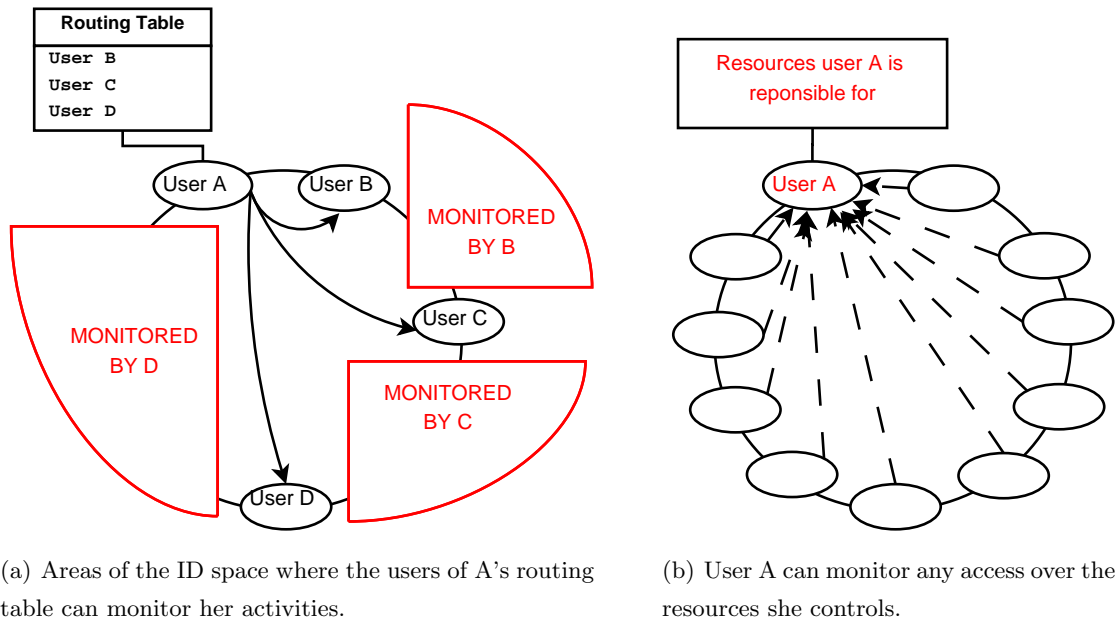 Routing Table
User B
User C
User D
User A
User B
MONITORED
BY B
User C
MONITORED
BY D
MONITORED
BY C
User D
(a) Areas of the ID space where the users of A's routing
table can monitor her activities.
Resources user A is
reponsible for
User A
(b) User A can monitor any access over the
resources she controls.